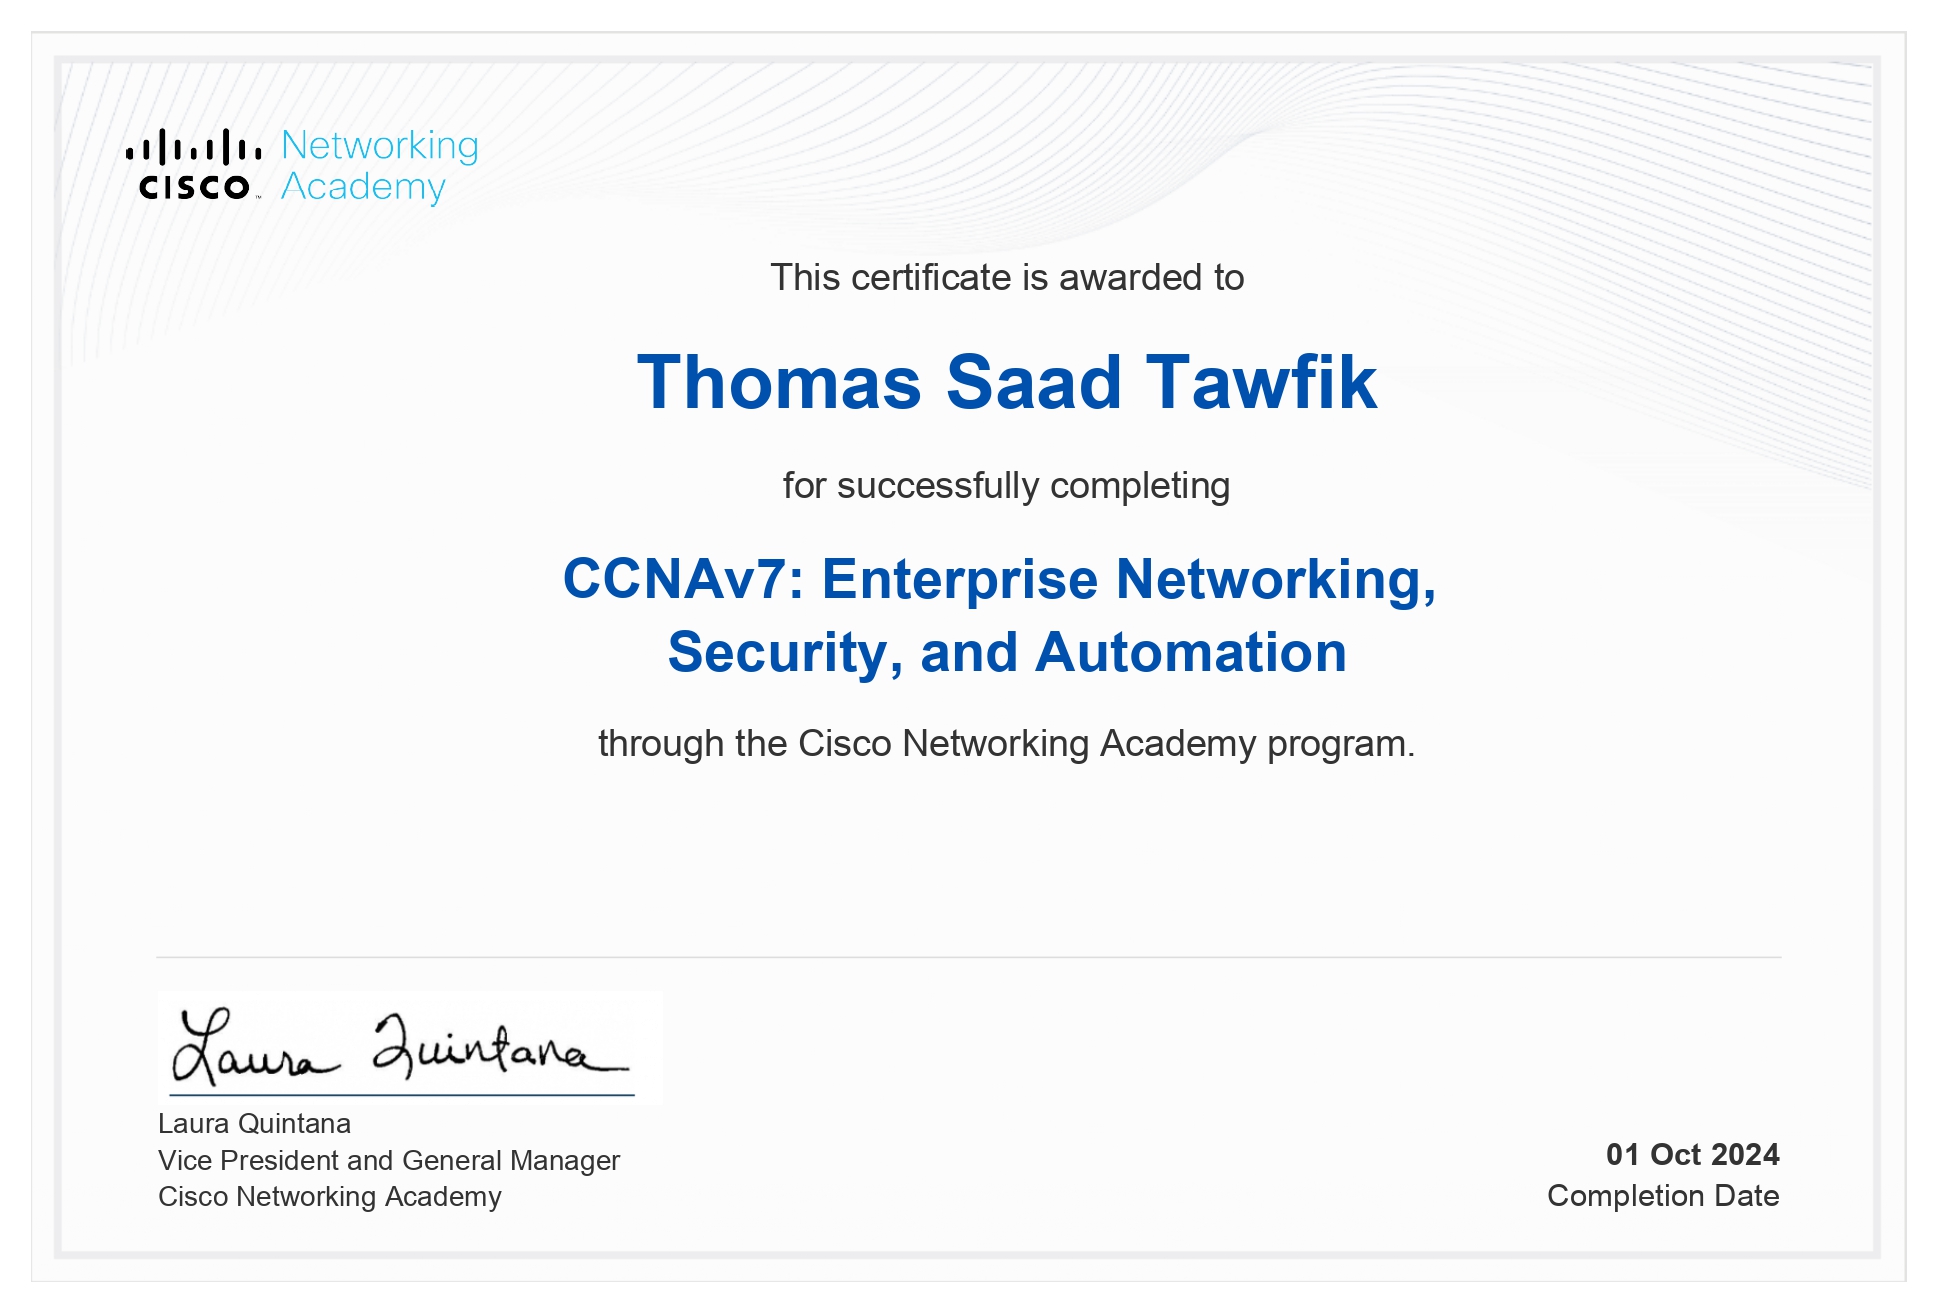 Networking
CISCO™ Academy
This certificate is awarded to
Thomas Saad Tawfik
for successfully completing
CCNAv7: Enterprise Networking,
Security, and Automation
through the Cisco Networking Academy program.
Laura Quintana
Laura Quintana
Vice President and General Manager
Cisco Networking Academy
01 Oct 2024
Completion Date